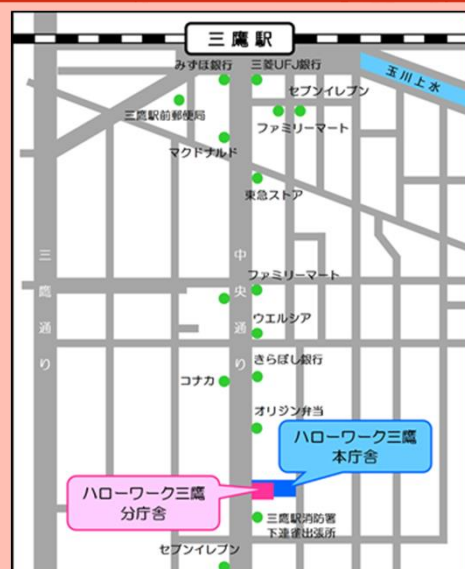 三鷹駅
みずほ銀行
三菱UFJ銀行
玉川上水
セブンイレブン
三鷹駅前郵便局
ファミリーマート
マクドナルド
東急ストア
三鷹通り
中央通り
ファミリーマート
ウエルシア
きらぼし銀行
コナカ
オリジン弁当
ハローワーク三鷹
本庁舎
ハローワーク三鷹
分庁舎
三鷹駅消防署
下連雀出張所
セブンイレブン